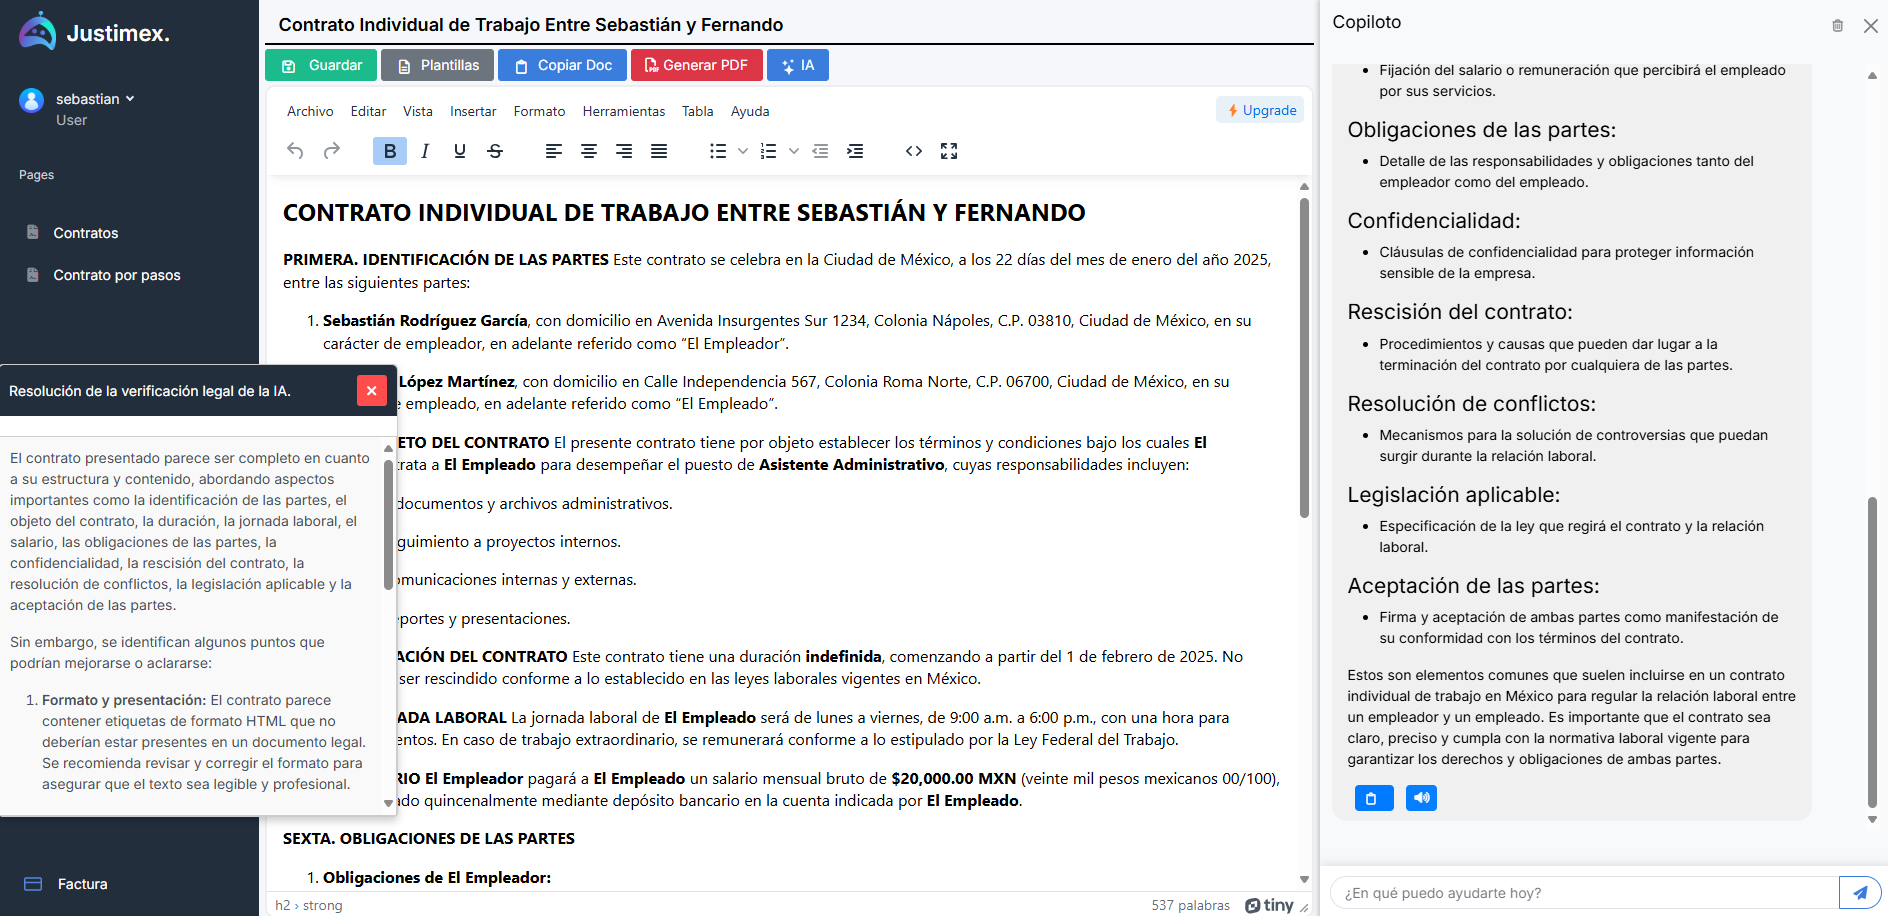 Justimex.
sebastian
User
Pages
Contratos
Contrato por pasos
Factura
Contrato Individual de Trabajo Entre Sebastián y Fernando
Guardar
Plantillas
Copiar Doc
Generar PDF
IA
Archivo
Editar
Vista
Insertar
Formato
Herramientas
Tabla
Ayuda
Upgrade
CONTRATO INDIVIDUAL DE TRABAJO ENTRE SEBASTIÁN Y FERNANDO
PRIMERA. IDENTIFICACIÓN DE LAS PARTES Este contrato se celebra en la Ciudad de México, a los 22 días del mes de enero del año 2025,
entre las siguientes partes:
1. Sebastián Rodríguez García, con domicilio en Avenida Insurgentes Sur 1234, Colonia Nápoles, C.P. 03810, Ciudad de México, en su
carácter de empleador, en adelante referido como “El Empleador”.
López Martínez, con domicilio en Calle Independencia 567, Colonia Roma Norte, C.P. 06700, Ciudad de México, en su
empleado, en adelante referido como “El Empleado”.
ETO DEL CONTRATO El presente contrato tiene por objeto establecer los términos y condiciones bajo los cuales El
trata a El Empleado para desempeñar el puesto de Asistente Administrativo, cuyas responsabilidades incluyen:
documentos y archivos administrativos.
guimiento a proyectos internos.
omunicaciones internas y externas.
portes y presentaciones.
ACIÓN DEL CONTRATO Este contrato tiene una duración indefinida, comenzando a partir del 1 de febrero de 2025. No
ser rescindido conforme a lo establecido en las leyes laborales vigentes en México.
ADA LABORAL La jornada laboral de El Empleado será de lunes a viernes, de 9:00 a.m. a 6:00 p.m., con una hora para
entos. En caso de trabajo extraordinario, se remunerará conforme a lo estipulado por la Ley Federal del Trabajo.
RIO El Empleador pagará a El Empleado un salario mensual bruto de $20,000.00 MXN (veinte mil pesos mexicanos 00/100),
ado quincenalmente mediante depósito bancario en la cuenta indicada por El Empleado.
SEXTA. OBLIGACIONES DE LAS PARTES
1. Obligaciones de El Empleador:
h2 › strong
537 palabras
tiny
Resolución de la verificación legal de la IA.
El contrato presentado parece ser completo en cuanto
a su estructura y contenido, abordando aspectos
importantes como la identificación de las partes, el
objeto del contrato, la duración, la jornada laboral, el
salario, las obligaciones de las partes, la
confidencialidad, la rescisión del contrato, la
resolución de conflictos, la legislación aplicable y la
aceptación de las partes.
Sin embargo, se identifican algunos puntos que
podrían mejorarse o aclararse:
1. Formato y presentación: El contrato parece
contener etiquetas de formato HTML que no
deberían estar presentes en un documento legal.
Se recomienda revisar y corregir el formato para
asegurar que el texto sea legible y profesional.
Copiloto
• Fijación del salario o remuneración que percibirá el empleado
por sus servicios.
Obligaciones de las partes:
• Detalle de las responsabilidades y obligaciones tanto del
empleador como del empleado.
Confidencialidad:
• Cláusulas de confidencialidad para proteger información
sensible de la empresa.
Rescisión del contrato:
• Procedimientos y causas que pueden dar lugar a la
terminación del contrato por cualquiera de las partes.
Resolución de conflictos:
• Mecanismos para la solución de controversias que puedan
surgir durante la relación laboral.
Legislación aplicable:
• Especificación de la ley que regirá el contrato y la relación
laboral.
Aceptación de las partes:
• Firma y aceptación de ambas partes como manifestación de
su conformidad con los términos del contrato.
Estos son elementos comunes que suelen incluirse en un contrato
individual de trabajo en México para regular la relación laboral entre
un empleador y un empleado. Es importante que el contrato sea
claro, preciso y cumpla con la normativa laboral vigente para
garantizar los derechos y obligaciones de ambas partes.
¿En qué puedo ayudarte hoy?